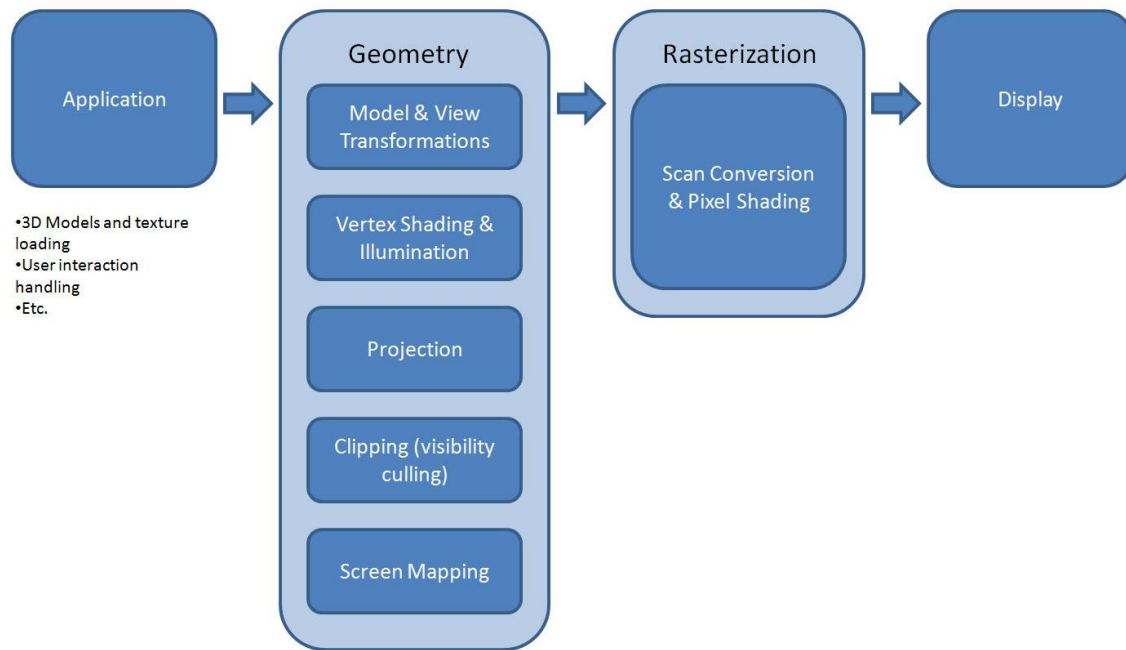 Application
•3D Models and texture
loading
•User interaction
handling
•Etc.
Geometry
Model & View
Transformations
Vertex Shading &
Illumination
Projection
Clipping (visibility
culling)
Screen Mapping
Rasterization
Scan Conversion
& Pixel Shading
Display